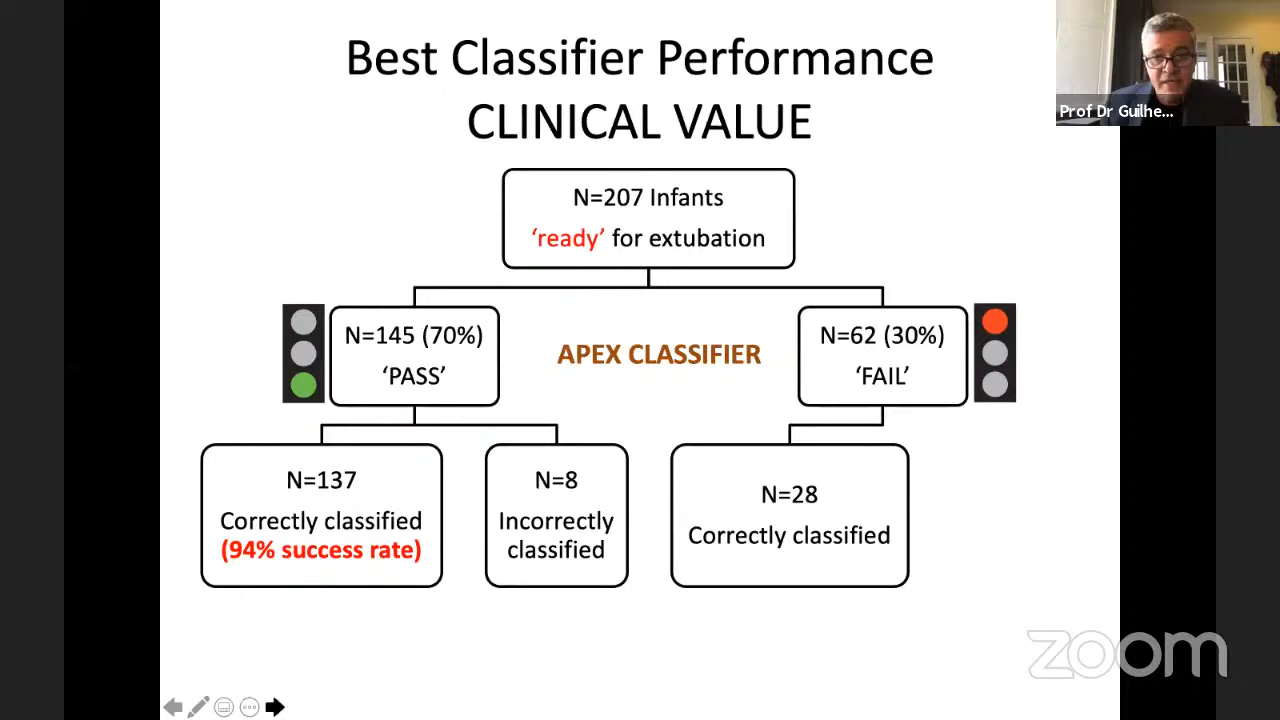 Best Classifier Performance
CLINICAL VALUE
Prof Dr Guilhe...
N=207 Infants
‘ready’ for extubation
N=145 (70%)
‘PASS’
APEX CLASSIFIER
N=62 (30%)
‘FAIL’
N=137
Correctly classified
(94% success rate)
N=8
Incorrectly
classified
N=28
Correctly classified
zoom